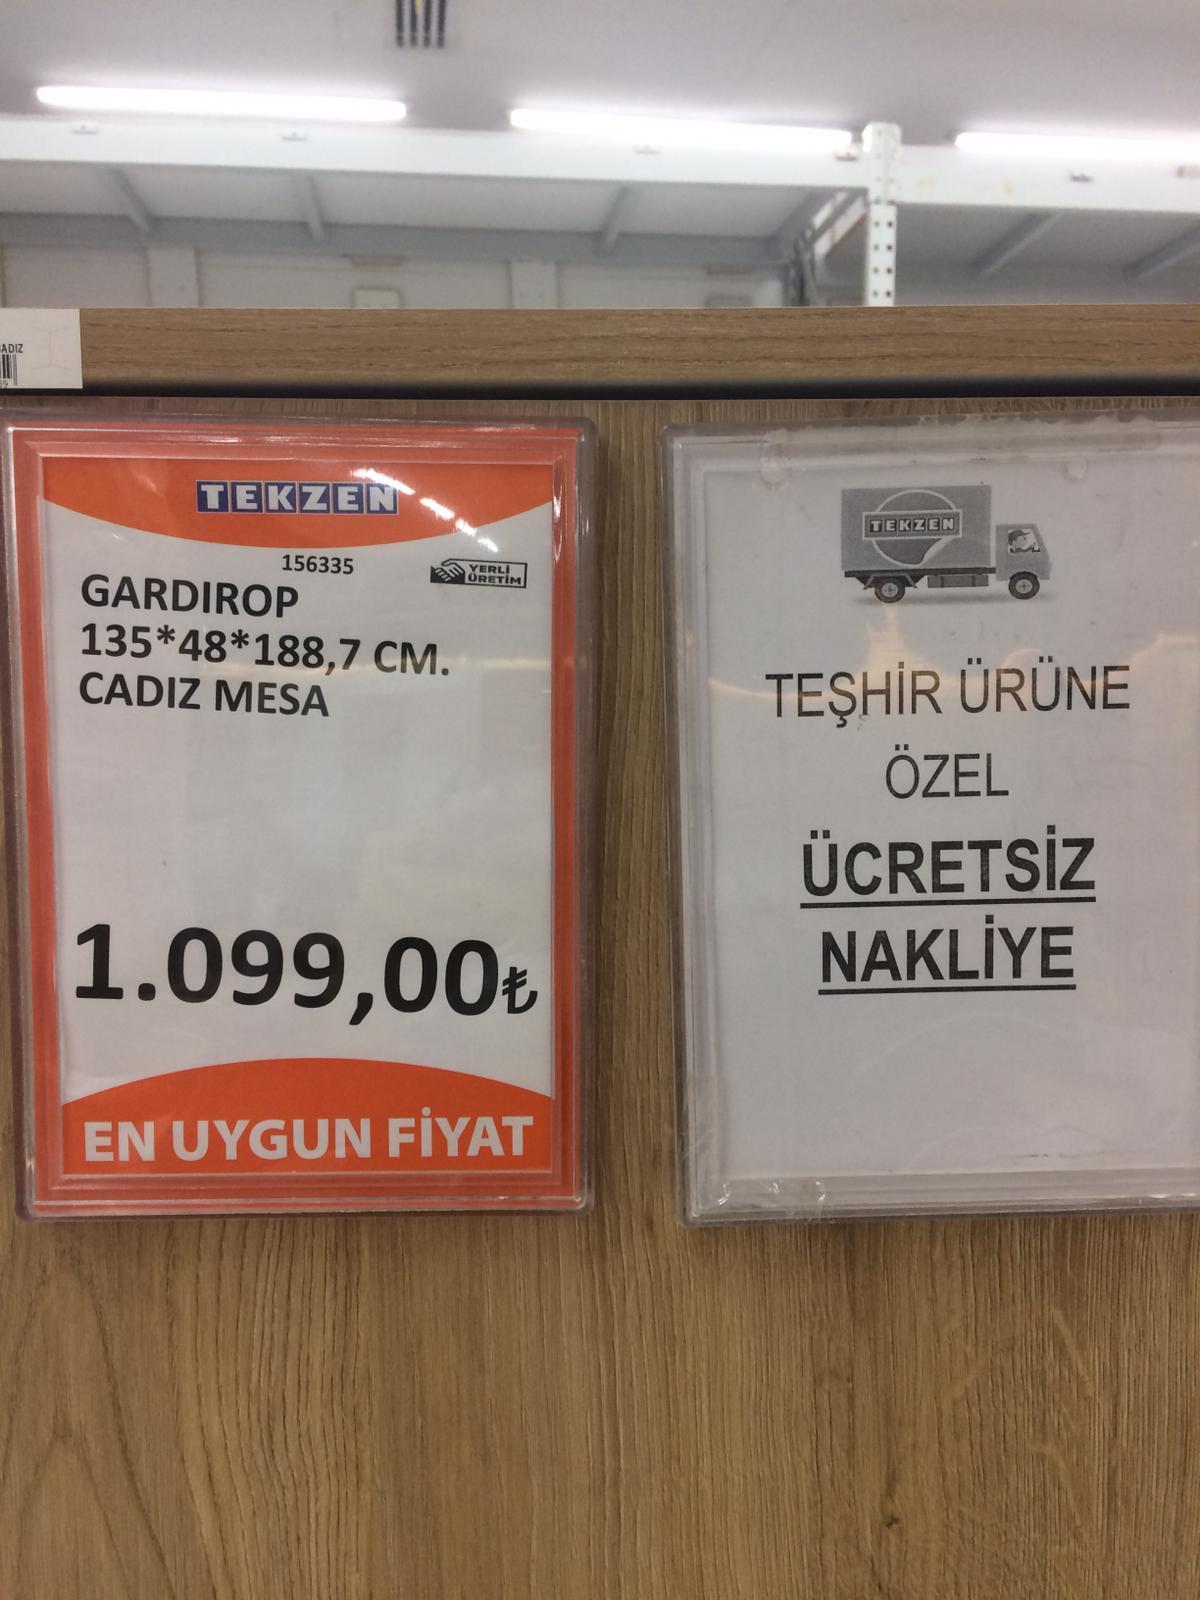 TEKZEN
156335
YERLİ
ÜRETİM
GARDIROP
135*48*188,7 CM.
CADIZ MESA
1.099,00₺
EN UYGUN FİYAT
TEKZEN
TEŞHİR ÜRÜNE
ÖZEL
ÜCRETSİZ
NAKLİYE